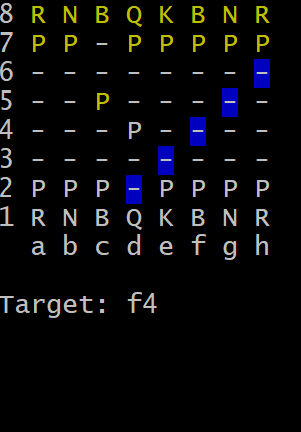 8 R N B Q K B N R
7 P P - P P P P P
6 - - - - - - - -
5 - - P - - - - -
4 - - - P - - - -
3 - - - - - - - -
2 P P P - P P P P
1 R N B Q K B N R
a b c d e f g h
Target: f4